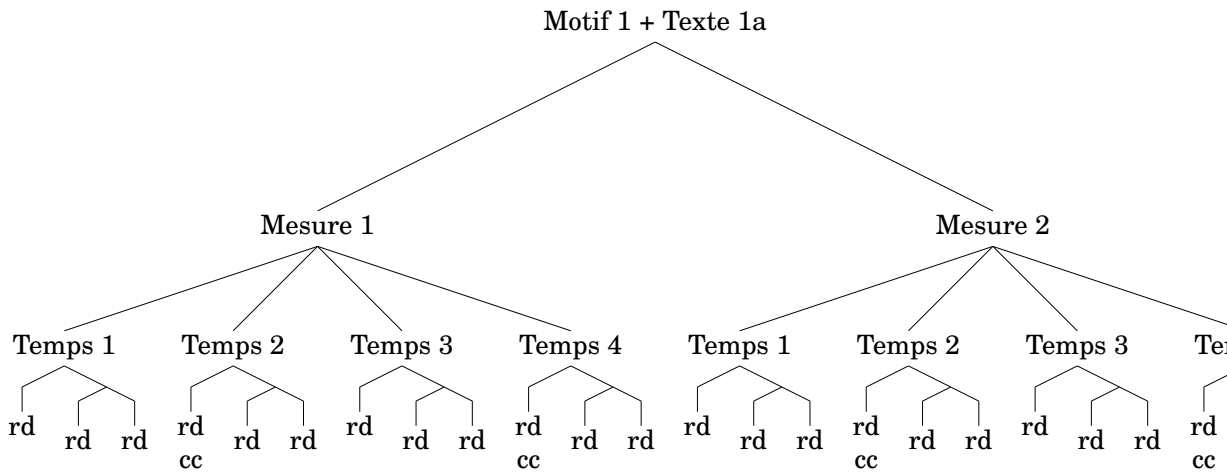 Motif 1 + Texte 1a
Mesure 1 Mesure 2
Temps 1 Temps 2 Temps 3 Temps 4 Temps 1 Temps 2 Temps 3
rd rd rd rd rd rd rd rd rd rd rd rd rd rd rd rd rd rd rd rd rd rd
cc cc cc cc